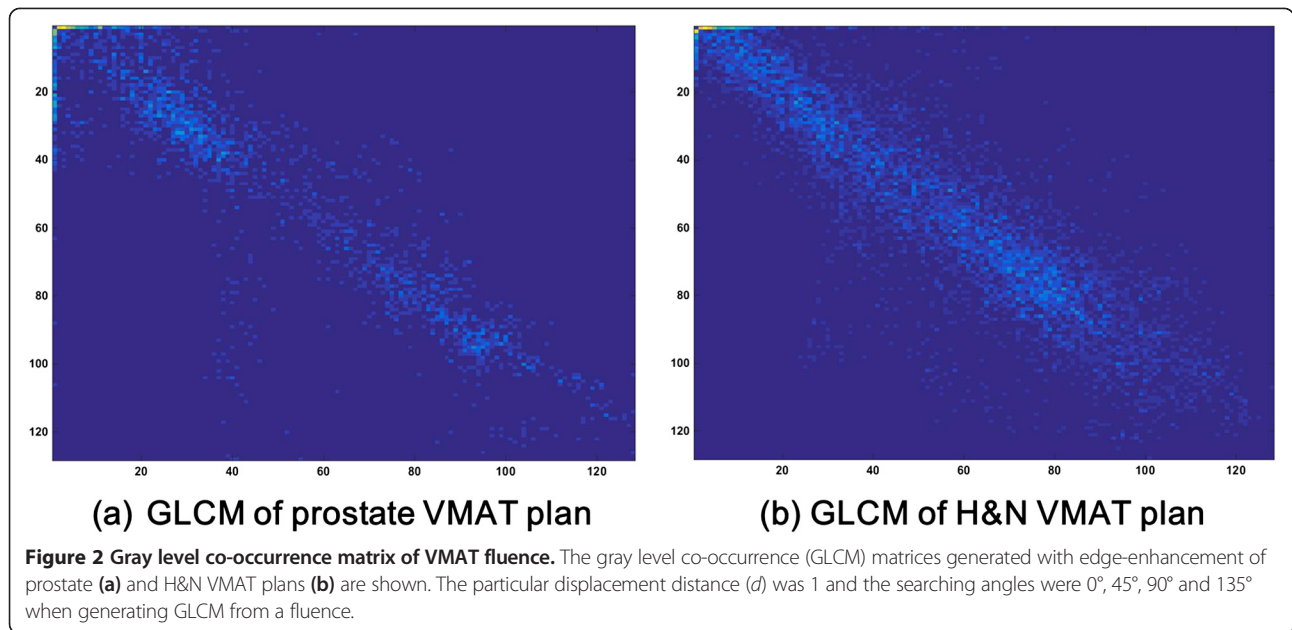 20
40
60
80
100
120
20 40 60 80 100 120
(a) GLCM of prostate VMAT plan
20
40
60
80
100
120
20 40 60 80 100 120
(b) GLCM of H&N VMAT plan
Figure 2 Gray level co-occurrence matrix of VMAT fluence. The gray level co-occurrence (GLCM) matrices generated with edge-enhancement of
prostate (a) and H&N VMAT plans (b) are shown. The particular displacement distance (d) was 1 and the searching angles were 0°, 45°, 90° and 135°
when generating GLCM from a fluence.